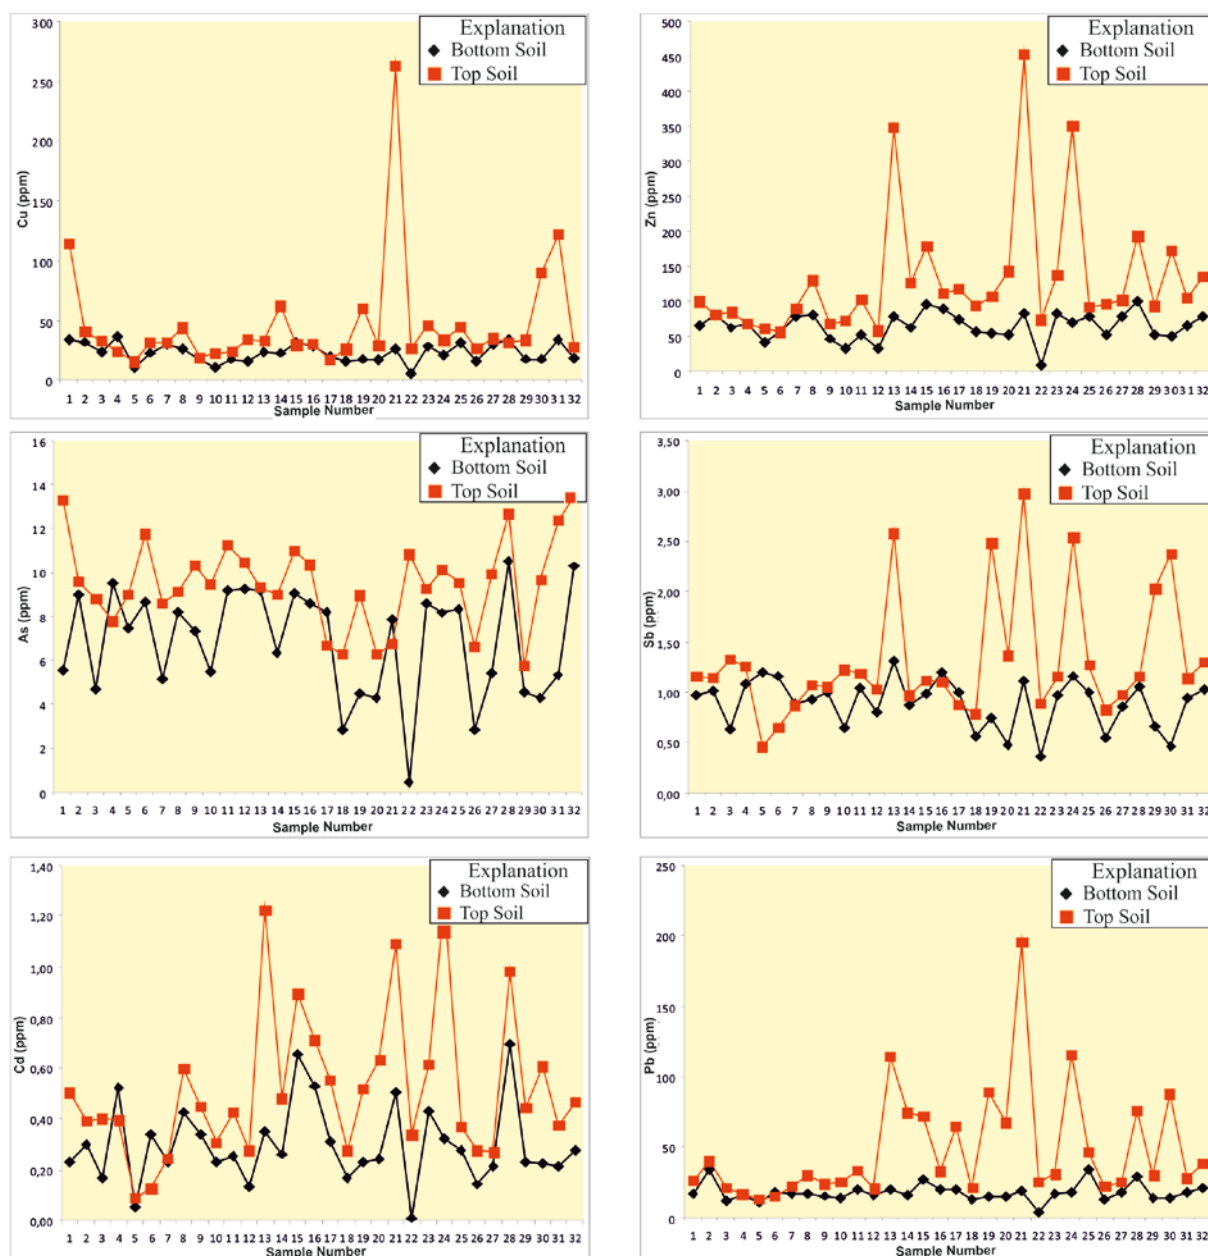 300
250
200
150
100
50
0
Cu (ppm)
Explanation
Bottom Soil
Top Soil
1 2 3 4 5 6 7 8 9 10 11 12 13 14 15 16 17 18 19 20 21 22 23 24 25 26 27 28 29 30 31 32
Sample Number
500
450
400
350
300
250
200
150
100
50
0
Zn (ppm)
Explanation
Bottom Soil
Top Soil
1 2 3 4 5 6 7 8 9 10 11 12 13 14 15 16 17 18 19 20 21 22 23 24 25 26 27 28 29 30 31 32
Sample Number
16
14
12
10
8
6
4
2
0
As (ppm)
Explanation
Bottom Soil
Top Soil
1 2 3 4 5 6 7 8 9 10 11 12 13 14 15 16 17 18 19 20 21 22 23 24 25 26 27 28 29 30 31 32
Sample Number
3,50
3,00
2,50
2,00
1,50
1,00
0,50
0,00
Sb (ppm)
Explanation
Bottom Soil
Top Soil
1 2 3 4 5 6 7 8 9 10 11 12 13 14 15 16 17 18 19 20 21 22 23 24 25 26 27 28 29 30 31 32
Sample Number
1,40
1,20
1,00
0,80
0,60
0,40
0,20
0,00
Cd (ppm)
Explanation
Bottom Soil
Top Soil
1 2 3 4 5 6 7 8 9 10 11 12 13 14 15 16 17 18 19 20 21 22 23 24 25 26 27 28 29 30 31 32
Sample Number
250
200
150
100
50
0
Pb (ppm)
Explanation
Bottom Soil
Top Soil
1 2 3 4 5 6 7 8 9 10 11 12 13 14 15 16 17 18 19 20 21 22 23 24 25 26 27 28 29 30 31 32
Sample Number